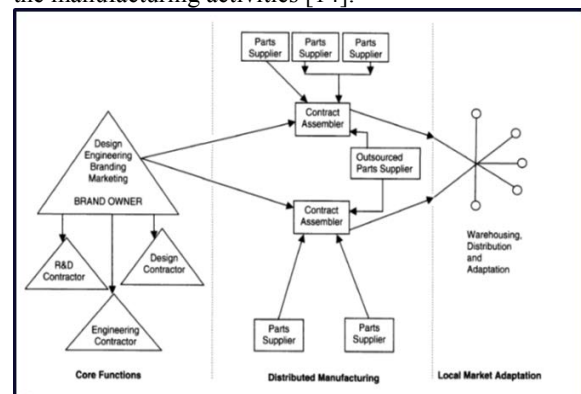 the manufacturing activities [14].
Parts
Supplier
Parts
Supplier
Parts
Supplier
Contract
Assembler
Design
Engineering
Branding
Marketing
BRAND OWNER
Outsourced
Parts Supplier
Contract
Assembler
R&D
Contractor
Design
Contractor
Engineering
Contractor
Warehousing,
Distribution
and
Adaptation
Parts
Supplier
Parts
Supplier
Core Functions
Distributed Manufacturing
Local Market Adaptation